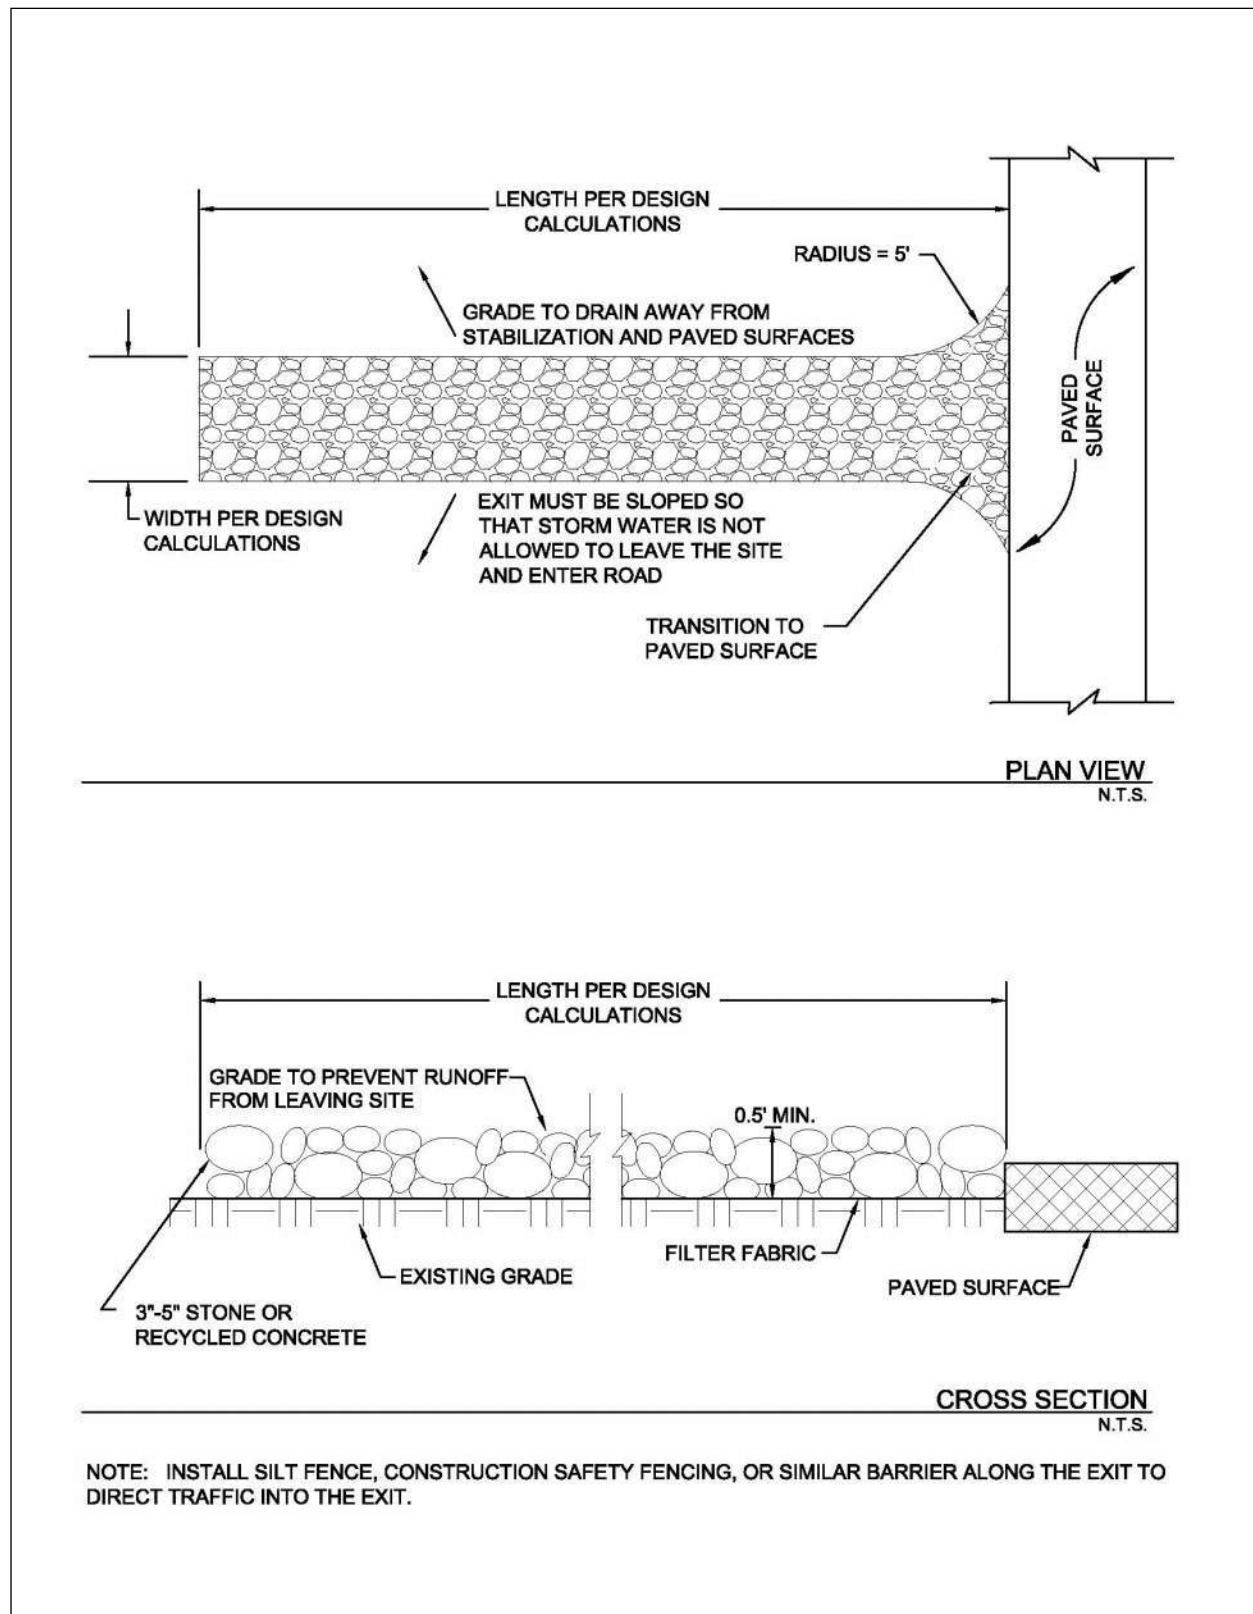 LENGTH PER DESIGN
CALCULATIONS
RADIUS = 5'
GRADE TO DRAIN AWAY FROM
STABILIZATION AND PAVED SURFACES
PAVED
SURFACE
WIDTH PER DESIGN
CALCULATIONS
EXIT MUST BE SLOPED SO
THAT STORM WATER IS NOT
ALLOWED TO LEAVE THE SITE
AND ENTER ROAD
TRANSITION TO
PAVED SURFACE
PLAN VIEW
N.T.S.
LENGTH PER DESIGN
CALCULATIONS
GRADE TO PREVENT RUNOFF
FROM LEAVING SITE
0.5' MIN.
FILTER FABRIC
EXISTING GRADE
PAVED SURFACE
3"-5" STONE OR
RECYCLED CONCRETE
CROSS SECTION
N.T.S.
NOTE: INSTALL SILT FENCE, CONSTRUCTION SAFETY FENCING, OR SIMILAR BARRIER ALONG THE EXIT TO
DIRECT TRAFFIC INTO THE EXIT.